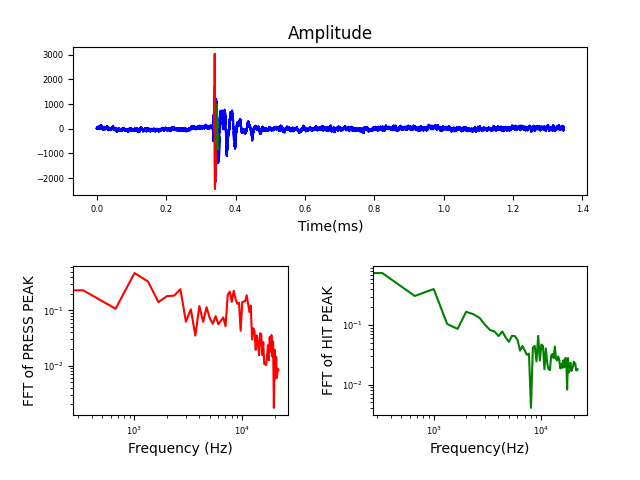 Amplitude
3000
2000
1000
0
−1000
−2000
0.0 0.2 0.4 0.6 0.8 1.0 1.2 1.4
Time(ms)
FFT of PRESS PEAK
10⁻¹
10⁻²
10³ 10⁴
Frequency (Hz)
FFT of HIT PEAK
10⁻¹
10⁻²
10³ 10⁴
Frequency(Hz)